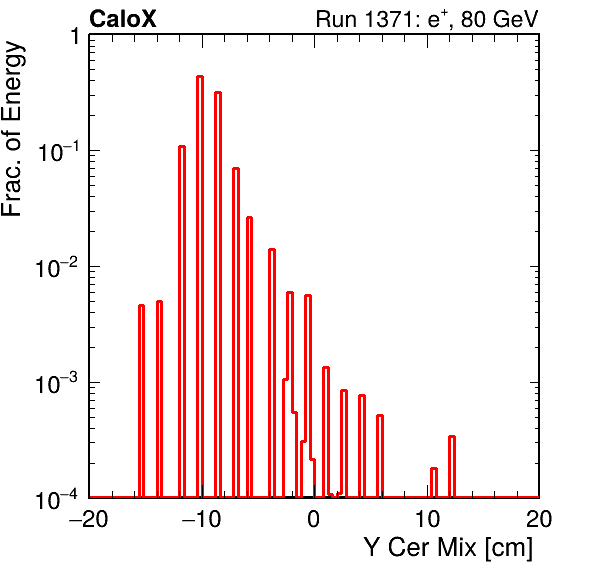 CaloX
Run 1371: e⁺, 80 GeV
Frac. of Energy
1
10⁻¹
10⁻²
10⁻³
10⁻⁴
−20
−10
0
10
20
Y Cer Mix [cm]